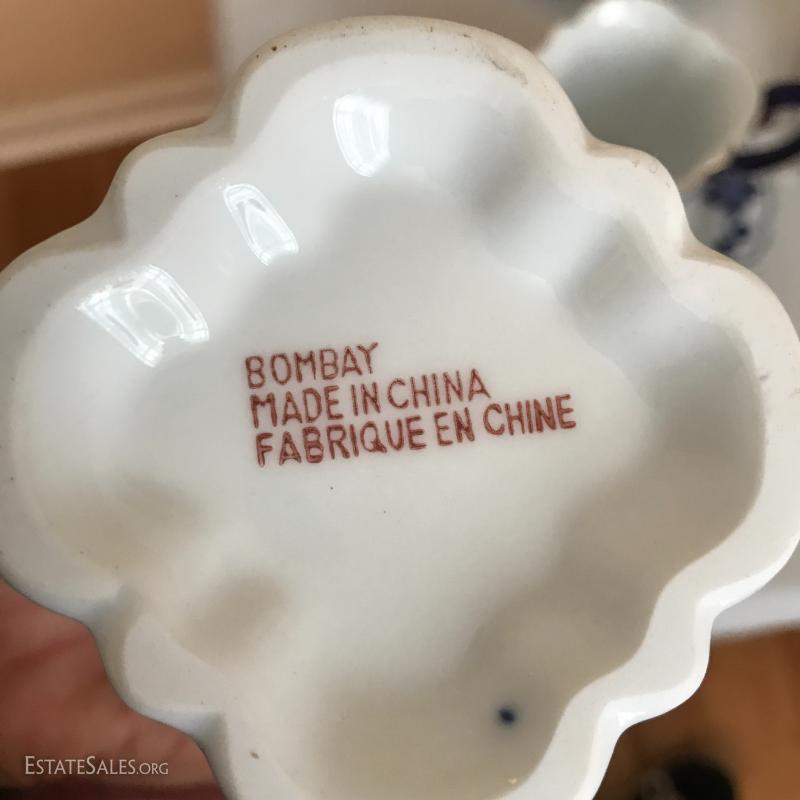 BOMBAY
MADE IN CHINA
FABRIQUE EN CHINE
ESTATESALES.ORG